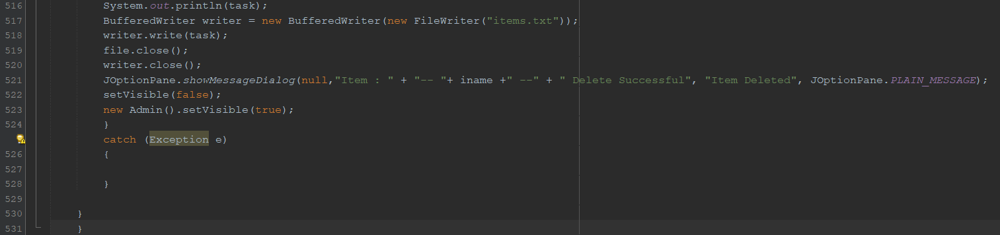 516 System.out.println(task);
517 BufferedWriter writer = new BufferedWriter(new FileWriter("items.txt"));
518 writer.write(task);
519 file.close();
520 writer.close();
521 JOptionPane.showMessageDialog(null,"Item : " + "-- "+ iname +" --" + " Delete Successful", "Item Deleted", JOptionPane.PLAIN_MESSAGE);
522 setVisible(false);
523 new Admin().setVisible(true);
524 }
catch (Exception e)
526 {
527
528 }
529
530 }
531 }